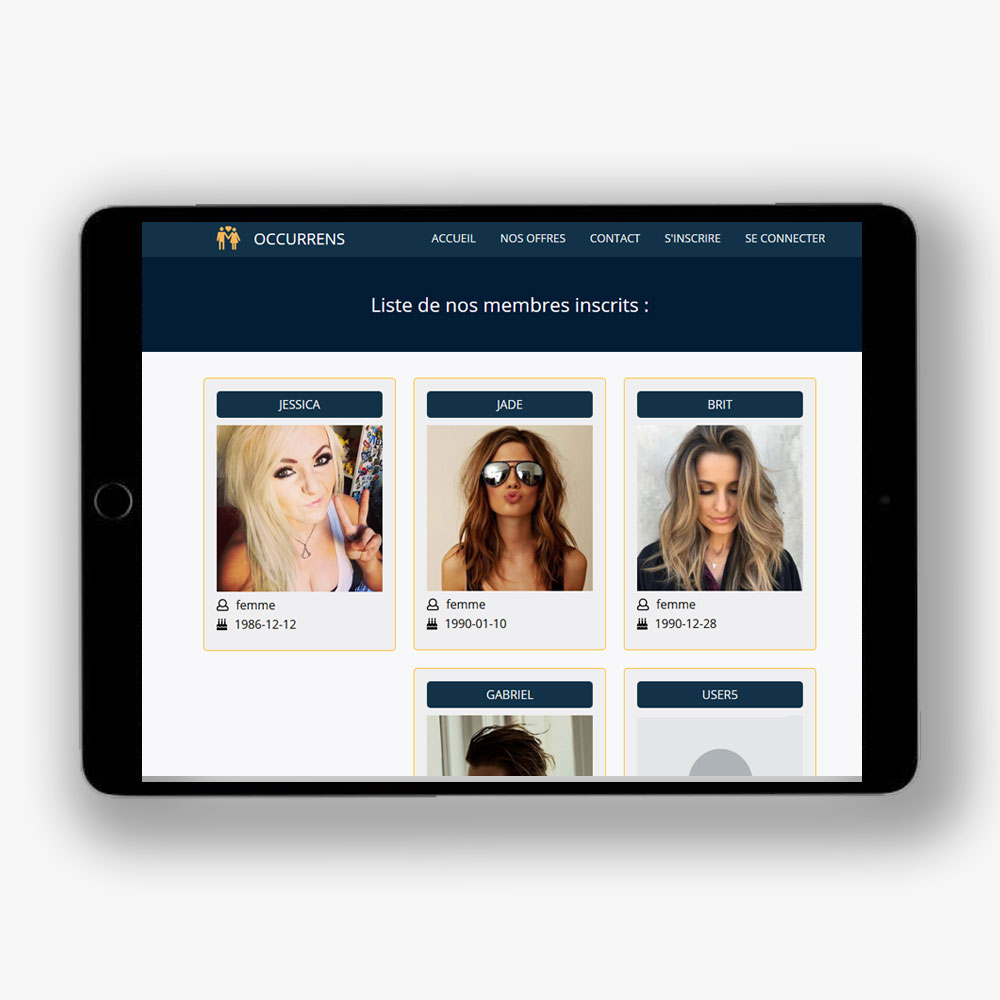 OCCURRENS ACCUEIL NOS OFFRES CONTACT S'INSCRIRE SE CONNECTER
Liste de nos membres inscrits :
JESSICA JADE BRIT
femme femme femme
1986-12-12 1990-01-10 1990-12-28
GABRIEL USER5